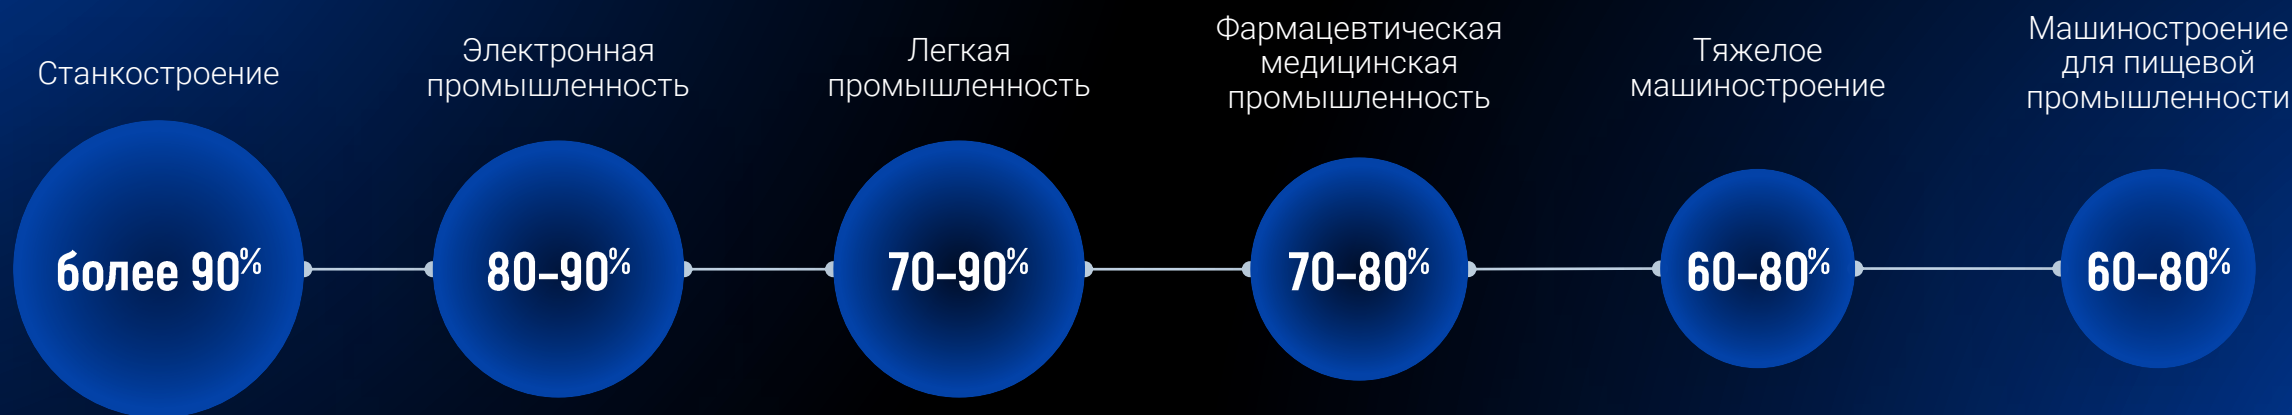 Станкостроение
более 90%
Электронная
промышленность
80–90%
Легкая
промышленность
70–90%
Фармацевтическая
медицинская
промышленность
70–80%
Тяжелое
машиностроение
60–80%
Машиностроение
для пищевой
промышленности
60–80%